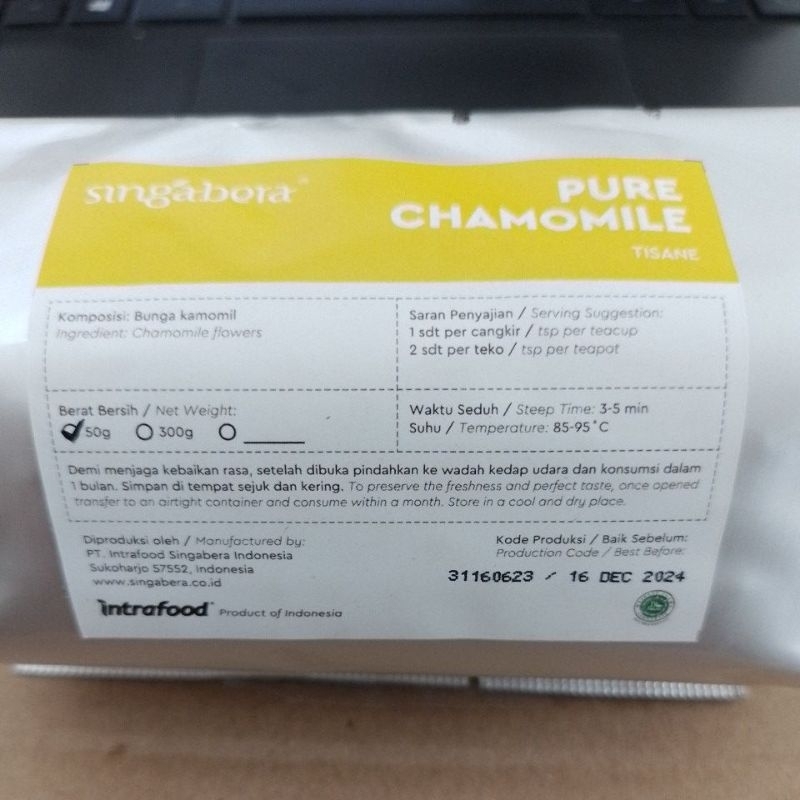 singabera
PURE
CHAMOMILE
TISANE
Komposisi: Bunga kamomil
Ingredient: Chamomile flowers
Saran Penyajian / Serving Suggestion:
1 sdt per cangkir / tsp per teacup
2 sdt per teko / tsp per teapot
Berat Bersih / Net Weight:
50g 300g
Waktu Seduh / Steep Time: 3-5 min
Suhu / Temperature: 85-95°C
Demi menjaga kebaikan rasa, setelah dibuka pindahkan ke wadah kedap udara dan konsumsi dalam
1 bulan. Simpan di tempat sejuk dan kering. To preserve the freshness and perfect taste, once opened
transfer to an airtight container and consume within a month. Store in a cool and dry place.
Diproduksi oleh / Manufactured by:
PT. Intrafood Singabera Indonesia
Sukoharjo 57552, Indonesia
www.singabera.co.id
intrafood Product of Indonesia
Kode Produksi / Baik Sebelum:
Production Code / Best Before:
31160623 / 16 DEC 2024